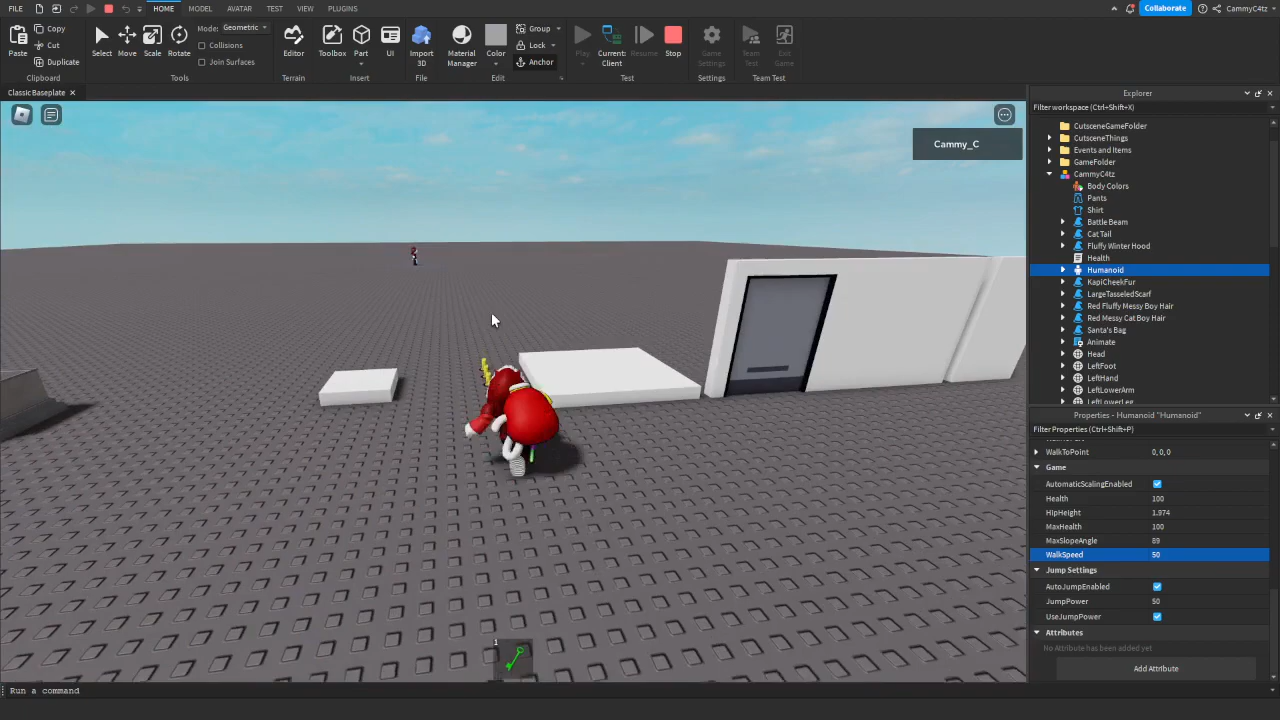 FILE HOME MODEL AVATAR TEST VIEW PLUGINS Collaborate CammyC4tz
Copy
Cut
Duplicate
Paste
Clipboard
Select Move Scale Rotate
Mode: Geometric
Collisions
Join Surfaces
Tools
Editor
Terrain
Toolbox Part UI
Insert
Import
3D
File
Material
Manager
Color
Group
Lock
Anchor
Edit
Play
Current:
Client
Resume
Stop
Test
Game
Settings
Settings
Team
Test
Exit
Game
Team Test
Classic Baseplate
Cammy_C
1
Explorer
Filter workspace (Ctrl+Shift+X)
CutsceneGameFolder
CutsceneThings
Events and Items
GameFolder
CammyC4tz
Body Colors
Pants
Shirt
Battle Beam
Cat Tail
Fluffy Winter Hood
Health
Humanoid
KapiCheekFur
LargeTasseledScarf
Red Fluffy Messy Boy Hair
Red Messy Cat Boy Hair
Santa's Bag
Animate
Head
LeftFoot
LeftHand
LeftLowerArm
LeftLowerLeg
Properties - Humanoid "Humanoid"
Filter Properties (Ctrl+Shift+P)
WalkToPoint 0, 0, 0
Game
AutomaticScalingEnabled
Health 100
HipHeight 1.974
MaxHealth 100
MaxSlopeAngle 89
WalkSpeed 50
Jump Settings
AutoJumpEnabled
JumpPower 50
UseJumpPower
Attributes
No Attribute has been added yet
Add Attribute
Run a command